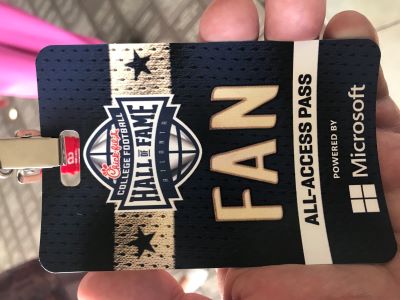 Chick-fil-A
COLLEGE FOOTBALL
HALL OF FAME
ATLANTA
FAN
ALL-ACCESS PASS
POWERED BY
Microsoft